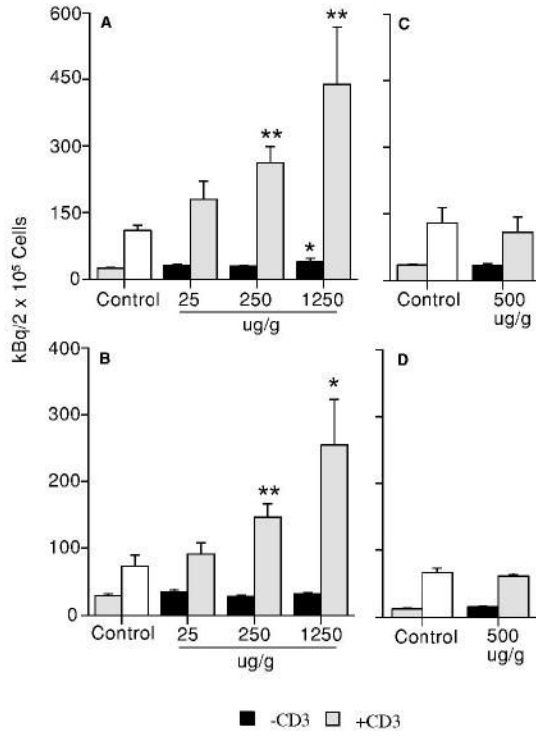 600
A
**
C
450
300
**
150
*
0
Control
25
250
1250
ug/g
Control
500
ug/g
kBq/2 x 10⁵ Cells
400
B
D
300
*
200
**
100
0
Control
25
250
1250
ug/g
Control
500
ug/g
-CD3 +CD3